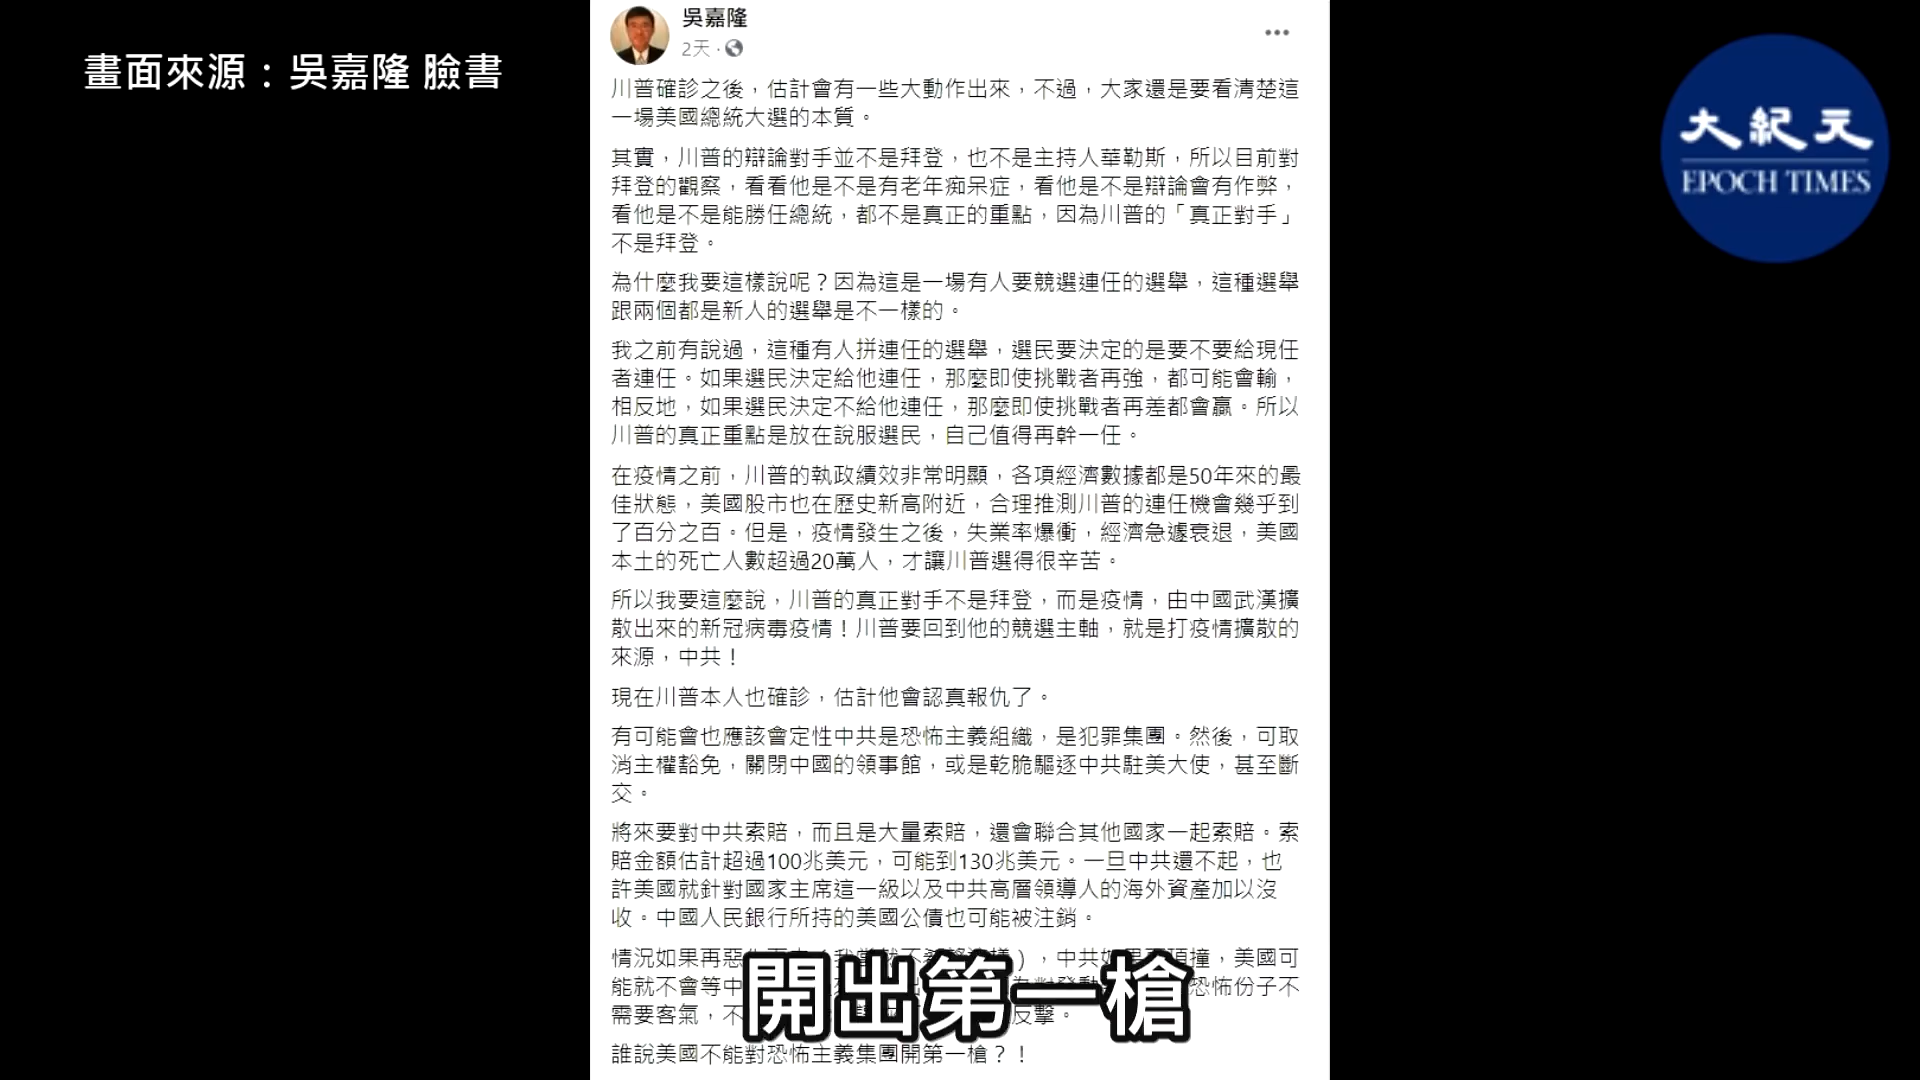 畫面來源：吳嘉隆 臉書
大紀元
EPOCH TIMES
吳嘉隆
2天
川普確診之後，估計會有一些大動作出來，不過，大家還是要看清楚這
一場美國總統大選的本質。
其實，川普的辯論對手並不是拜登，也不是主持人華勒斯，所以目前對
拜登的觀察，看看他是不是有老年痴呆症，看他是不是辯論會有作弊，
看他是不是能勝任總統，都不是真正的重點，因為川普的「真正對手」
不是拜登。
為什麼我要這樣說呢？因為這是一場有人要競選連任的選舉，這種選舉
跟兩個都是新人的選舉是不一樣的。
我之前有說過，這種有人拼連任的選舉，選民要決定的是要不要給現任
者連任。如果選民決定給他連任，那麼即使挑戰者再強，都可能會輸，
相反地，如果選民決定不給他連任，那麼即使挑戰者再差都會贏。所以
川普的真正重點是放在說服選民，自己值得再幹一任。
在疫情之前，川普的執政績效非常明顯，各項經濟數據都是50年來的最
佳狀態，美國股市也在歷史新高附近，合理推測川普的連任機會幾乎到
了百分之百。但是，疫情發生之後，失業率爆衝，經濟急遽衰退，美國
本土的死亡人數超過20萬人，才讓川普選得很辛苦。
所以我要這麼說，川普的真正對手不是拜登，而是疫情，由中國武漢擴
散出來的新冠病毒疫情！川普要回到他的競選主軸，就是打疫情擴散的
來源，中共！
現在川普本人也確診，估計他會認真報仇了。
有可能會也應該會定性中共是恐怖主義組織，是犯罪集團。然後，可取
消主權豁免，關閉中國的領事館，或是乾脆驅逐中共駐美大使，甚至斷
交。
將來要對中共索賠，而且是大量索賠，還會聯合其他國家一起索賠。索
賠金額估計超過100兆美元，可能到130兆美元。一旦中共還不起，也
許美國就針對國家主席這一級以及中共高層領導人的海外資產加以沒
收。中國人民銀行所持的美國公債也可能被注銷。
情況如果再惡），中共如頂撞，美國可
能就不會等中恐怖份子不
需要客氣，不反擊。
開出第一槍
誰說美國不能對恐怖主義集團開第一槍？！